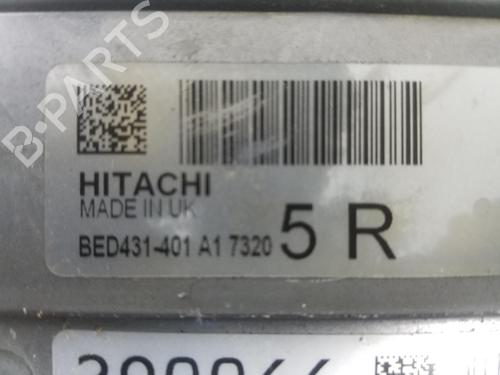 B-PARTS
HITACHI
MADE IN UK
BED431-401 A1 7320 5 R